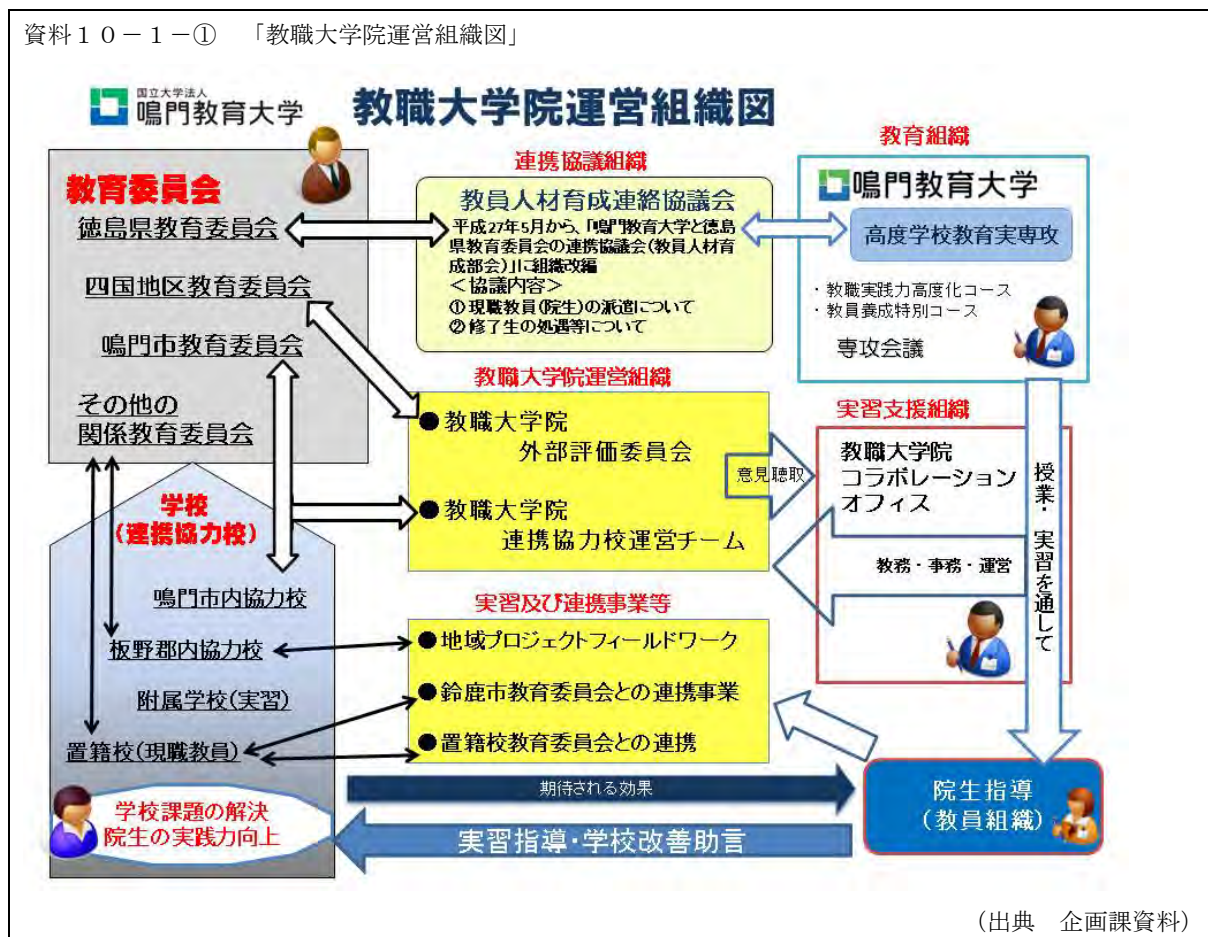 資料１０－１－① 「教職大学院運営組織図」
国立大学法人
鳴門教育大学
教職大学院運営組織図
教育委員会
徳島県教育委員会
四国地区教育委員会
鳴門市教育委員会
その他の
関係教育委員会
学校
(連携協力校)
鳴門市内協力校
板野郡内協力校
附属学校(実習)
置籍校(現職教員)
学校課題の解決
院生の実践力向上
連携協議組織
教員人材育成連絡協議会
平成27年5月から、「鳴門教育大学と徳島
県教育委員会の連携協議会(教員人材育
成部会)」に組織改編
＜協議内容＞
①現職教員(院生)の派遣について
②修了生の処遇等について
教職大学院運営組織
●教職大学院
外部評価委員会
●教職大学院
連携協力校運営チーム
意見聴取
実習及び連携事業等
●地域プロジェクトフィールドワーク
●鈴鹿市教育委員会との連携事業
●置籍校教育委員会との連携
期待される効果
実習指導・学校改善助言
教育組織
鳴門教育大学
高度学校教育実専攻
・教職実践力高度化コース
・教員養成特別コース
専攻会議
実習支援組織
教職大学院
コラボレーション
オフィス
教務・事務・運営
授業・実習を通して
院生指導
(教員組織)
(出典 企画課資料)